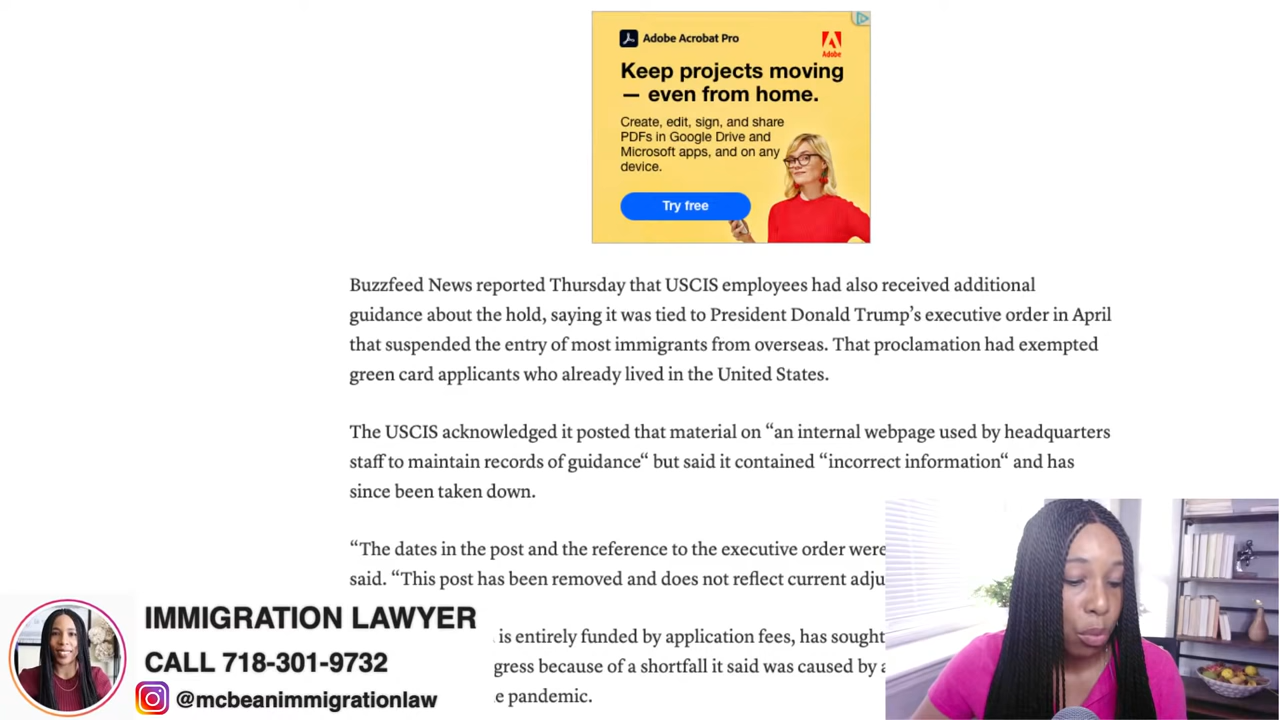 Adobe Acrobat Pro
Adobe
Keep projects moving
— even from home.
Create, edit, sign, and share
PDFs in Google Drive and
Microsoft apps, and on any
device.
Try free
Buzzfeed News reported Thursday that USCIS employees had also received additional
guidance about the hold, saying it was tied to President Donald Trump’s executive order in April
that suspended the entry of most immigrants from overseas. That proclamation had exempted
green card applicants who already lived in the United States.
The USCIS acknowledged it posted that material on “an internal webpage used by headquarters
staff to maintain records of guidance“ but said it contained “incorrect information“ and has
since been taken down.
“The dates in the post and the reference to the executive order were
said. “This post has been removed and does not reflect current adju
is entirely funded by application fees, has sought
gress because of a shortfall it said was caused by a
e pandemic.
IMMIGRATION LAWYER
CALL 718-301-9732
@mcbeanimmigrationlaw